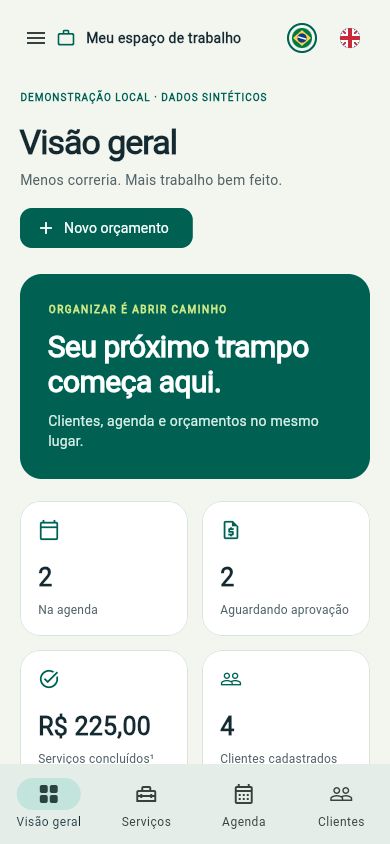 Meu espaço de trabalho
DEMONSTRAÇÃO LOCAL · DADOS SINTÉTICOS
Visão geral
Menos correria. Mais trabalho bem feito.
Novo orçamento
ORGANIZAR É ABRIR CAMINHO
Seu próximo trampo
começa aqui.
Clientes, agenda e orçamentos no mesmo
lugar.
2
Na agenda
2
Aguardando aprovação
R$ 225,00
Serviços concluídos¹
4
Clientes cadastrados
Visão geral
Serviços
Agenda
Clientes